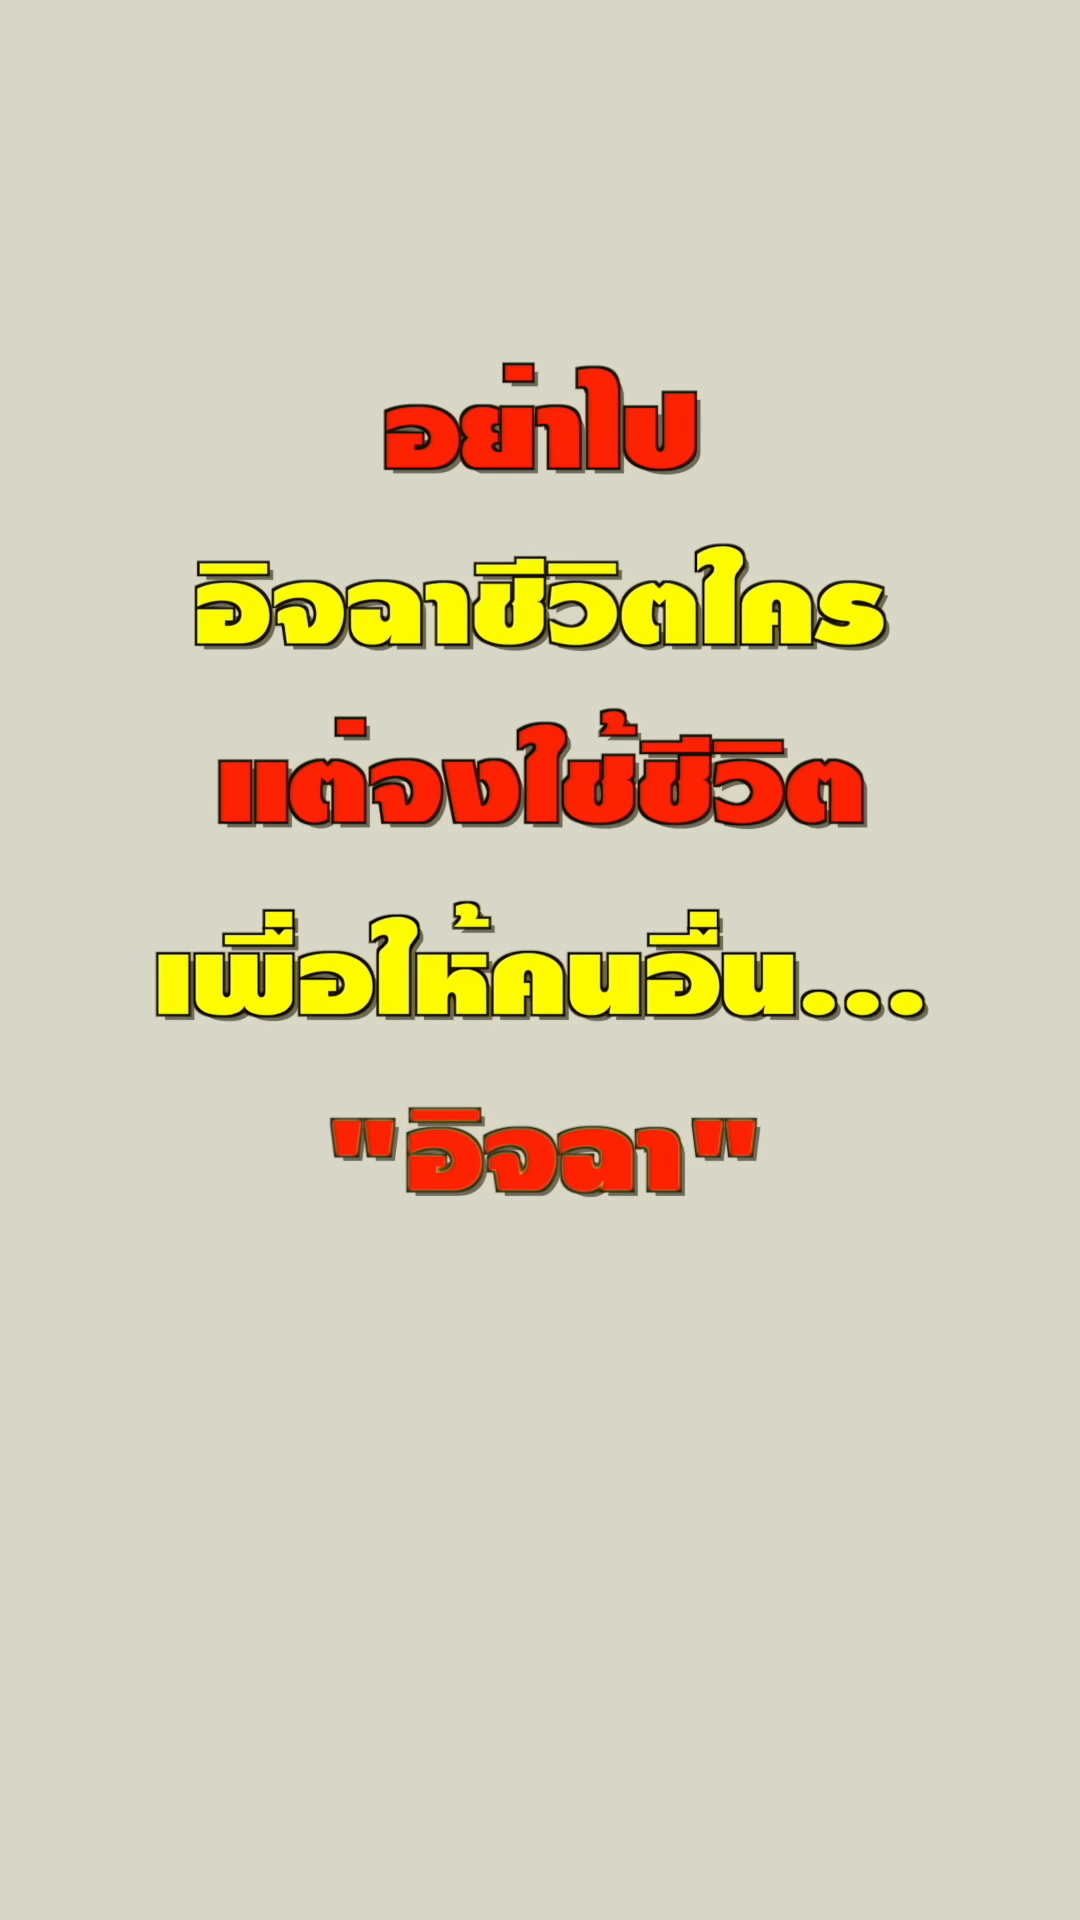 อย่าไป
อิจฉาชีวิตใคร
แต่จงใช้ชีวิต
เพื่อให้คนอื่น...
"อิจฉา"